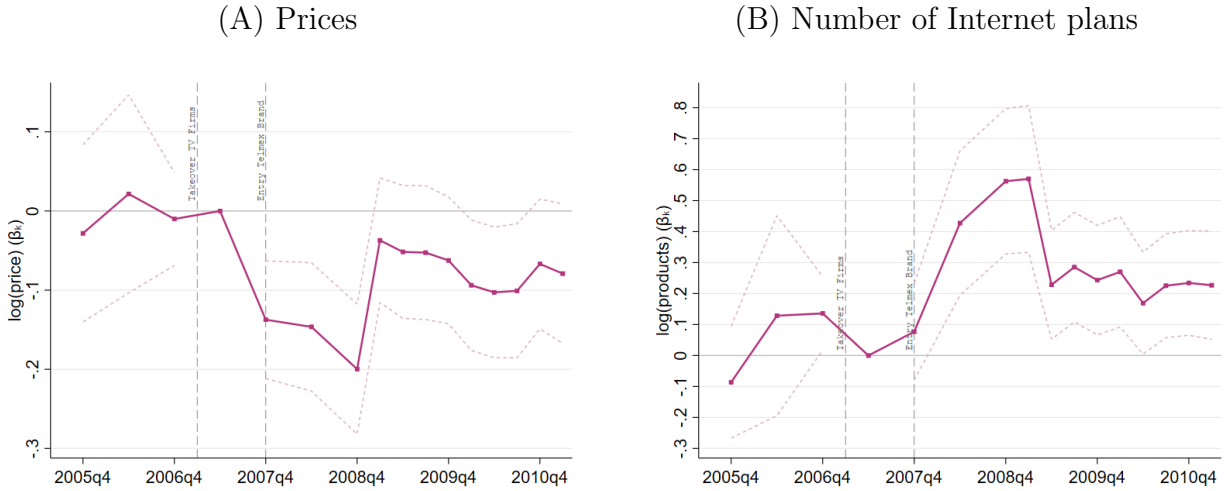 (A) Prices
(B) Number of Internet plans
log(price) (βₖ)
.1
0
-.1
-.2
-.3
Takeover TV Firms
Entry Telmex Brand
2005q4
2006q4
2007q4
2008q4
2009q4
2010q4
log(products) (βₖ)
.8
.7
.6
.5
.4
.3
.2
.1
0
-.1
-.2
-.3
Takeover TV Firms
Entry Telmex Brand
2005q4
2006q4
2007q4
2008q4
2009q4
2010q4